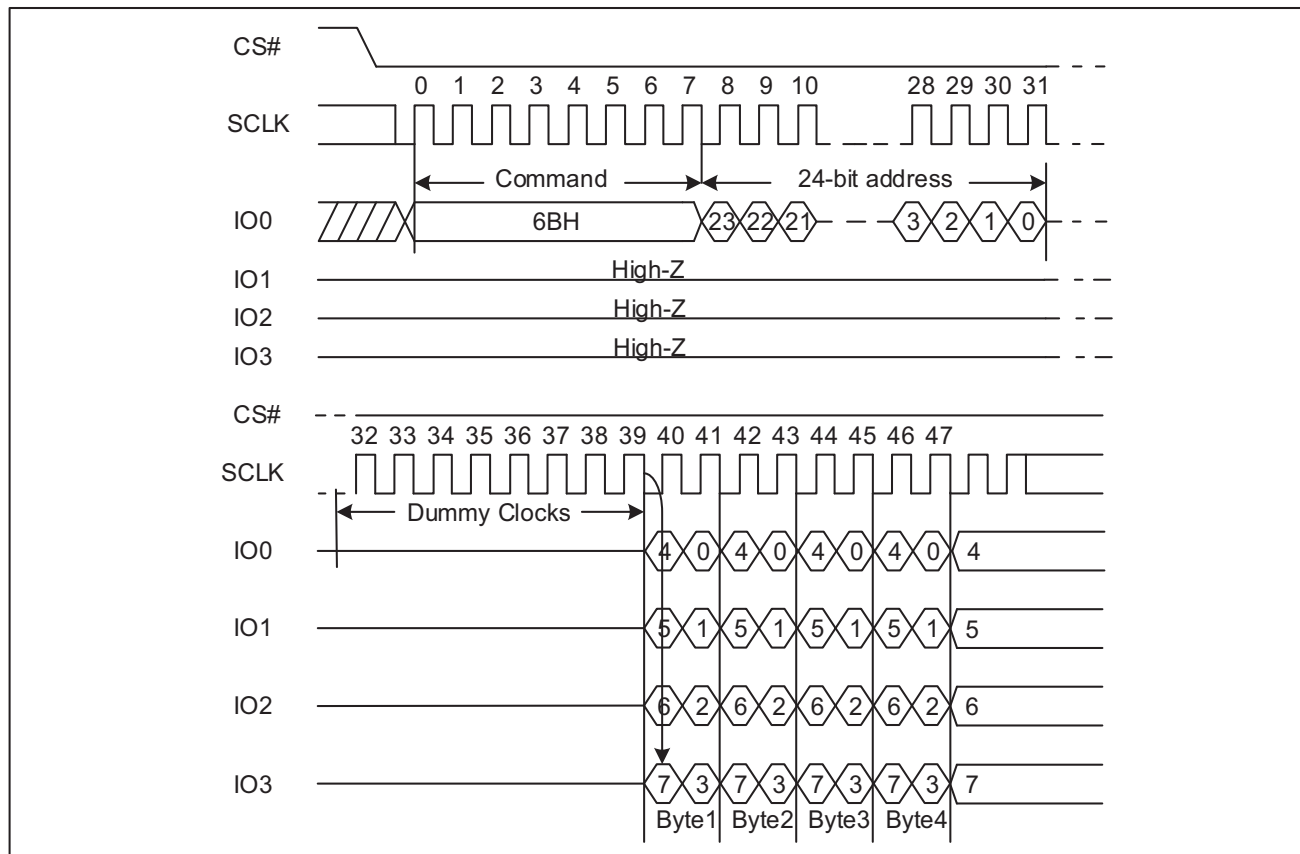 CS#
0 1 2 3 4 5 6 7 8 9 10 28 29 30 31
SCLK
Command 24-bit address
IO0 6BH 23 22 21 3 2 1 0
IO1 High-Z
IO2 High-Z
IO3 High-Z
CS#
32 33 34 35 36 37 38 39 40 41 42 43 44 45 46 47
SCLK
Dummy Clocks
IO0 4 0 4 0 4 0 4 0 4
IO1 5 1 5 1 5 1 5 1 5
IO2 6 2 6 2 6 2 6 2 6
IO3 7 3 7 3 7 3 7 3 7
Byte1 Byte2 Byte3 Byte4